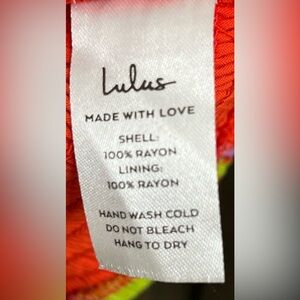 Lulus
MADE WITH LOVE
SHELL:
100% RAYON
LINING:
100% RAYON
HAND WASH COLD
DO NOT BLEACH
HANG TO DRY